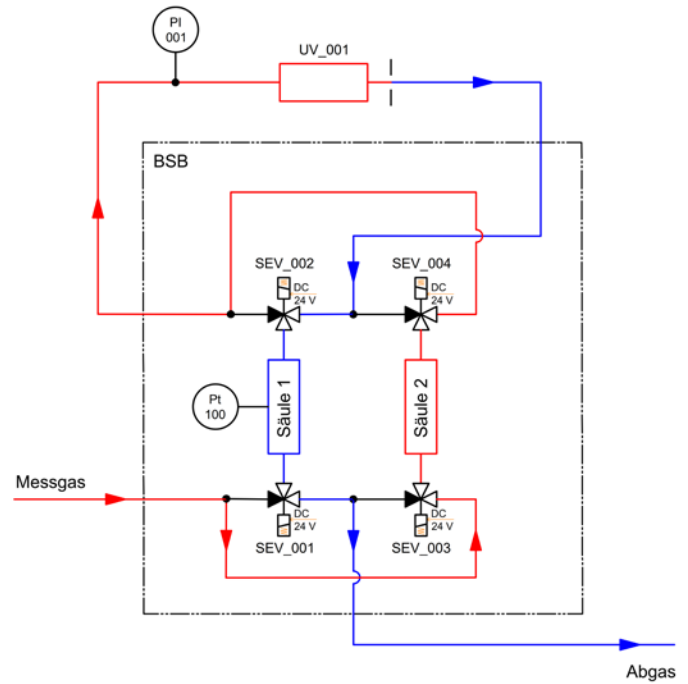 PI
001
UV_001
BSB
SEV_002
SEV_004
DC
24 V
DC
24 V
Säule 1
Säule 2
Pt
100
Messgas
DC
24 V
DC
24 V
SEV_001
SEV_003
Abgas